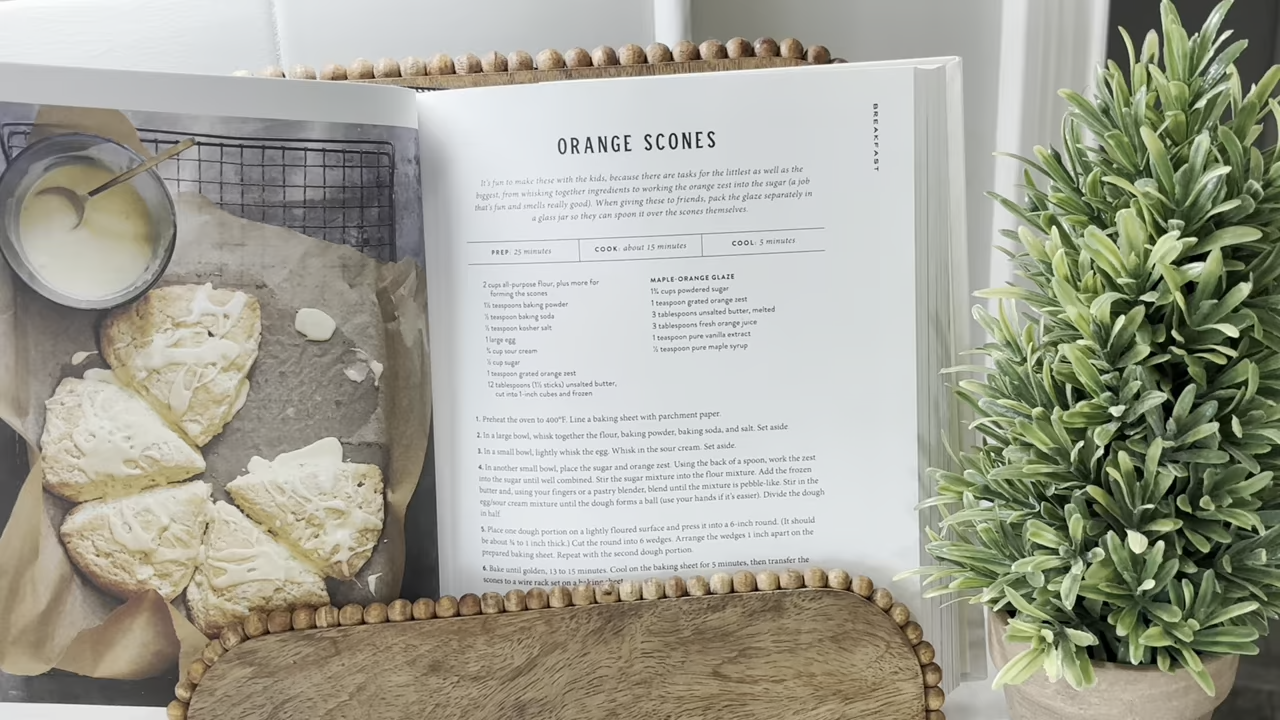 BREAKFAST
ORANGE SCONES
It's fun to make these with the kids, because there are tasks for the littlest as well as the
biggest, from whisking together ingredients to working the orange zest into the sugar (a job
that's fun and smells really good). When giving these to friends, pack the glaze separately in
a glass jar so they can spoon it over the scones themselves.
PREP: 25 minutes
COOK: about 15 minutes
COOL: 5 minutes
2 cups all-purpose flour, plus more for
forming the scones
teaspoons baking powder
teaspoon baking soda
teaspoon kosher salt
1 large egg
cup sour cream
cup sugar
1 teaspoon grated orange zest
12 tablespoons (1½ sticks) unsalted butter,
cut into 1-inch cubes and frozen
MAPLE-ORANGE GLAZE
cups powdered sugar
1 teaspoon grated orange zest
3 tablespoons unsalted butter, melted
3 tablespoons fresh orange juice
1 teaspoon pure vanilla extract
teaspoon pure maple syrup
1. Preheat the oven to 400°F. Line a baking sheet with parchment paper.
2. In a large bowl, whisk together the flour, baking powder, baking soda, and salt. Set aside
3. In a small bowl, lightly whisk the egg. Whisk in the sour cream. Set aside.
4. In another small bowl, place the sugar and orange zest. Using the back of a spoon, work the zest
into the sugar until well combined. Stir the sugar mixture into the flour mixture. Add the frozen
butter and, using your fingers or a pastry blender, blend until the mixture is pebble-like. Stir in the
egg/sour cream mixture until the dough forms a ball (use your hands if it's easier). Divide the dough
in half.
5. Place one dough portion on a lightly floured surface and press it into a 6-inch round. (It should
be about ¾ to 1 inch thick.) Cut the round into 6 wedges. Arrange the wedges 1 inch apart on the
prepared baking sheet. Repeat with the second dough portion.
6. Bake until golden, 13 to 15 minutes. Cool on the baking sheet for 5 minutes, then transfer the
scones to a wire rack set on a baking sheet